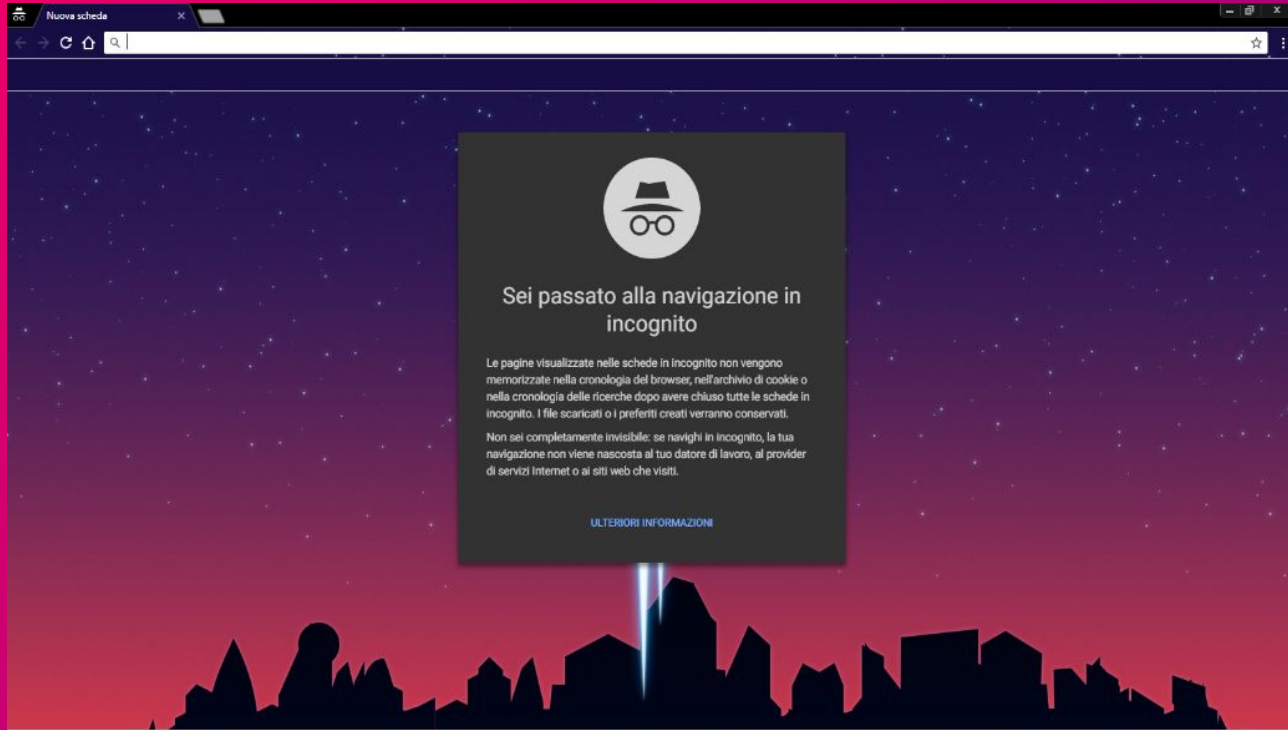 Nuova scheda
Sei passato alla navigazione in
incognito
Le pagine visualizzate nelle schede in incognito non vengono
memorizzate nella cronologia del browser, nell'archivio di cookie o
nella cronologia delle ricerche dopo avere chiuso tutte le schede in
incognito. I file scaricati o i preferiti creati verranno conservati.
Non sei completamente invisibile: se navighi in incognito, la tua
navigazione non viene nascosta al tuo datore di lavoro, al provider
di servizi Internet o ai siti web che visiti.
ULTERIORI INFORMAZIONI